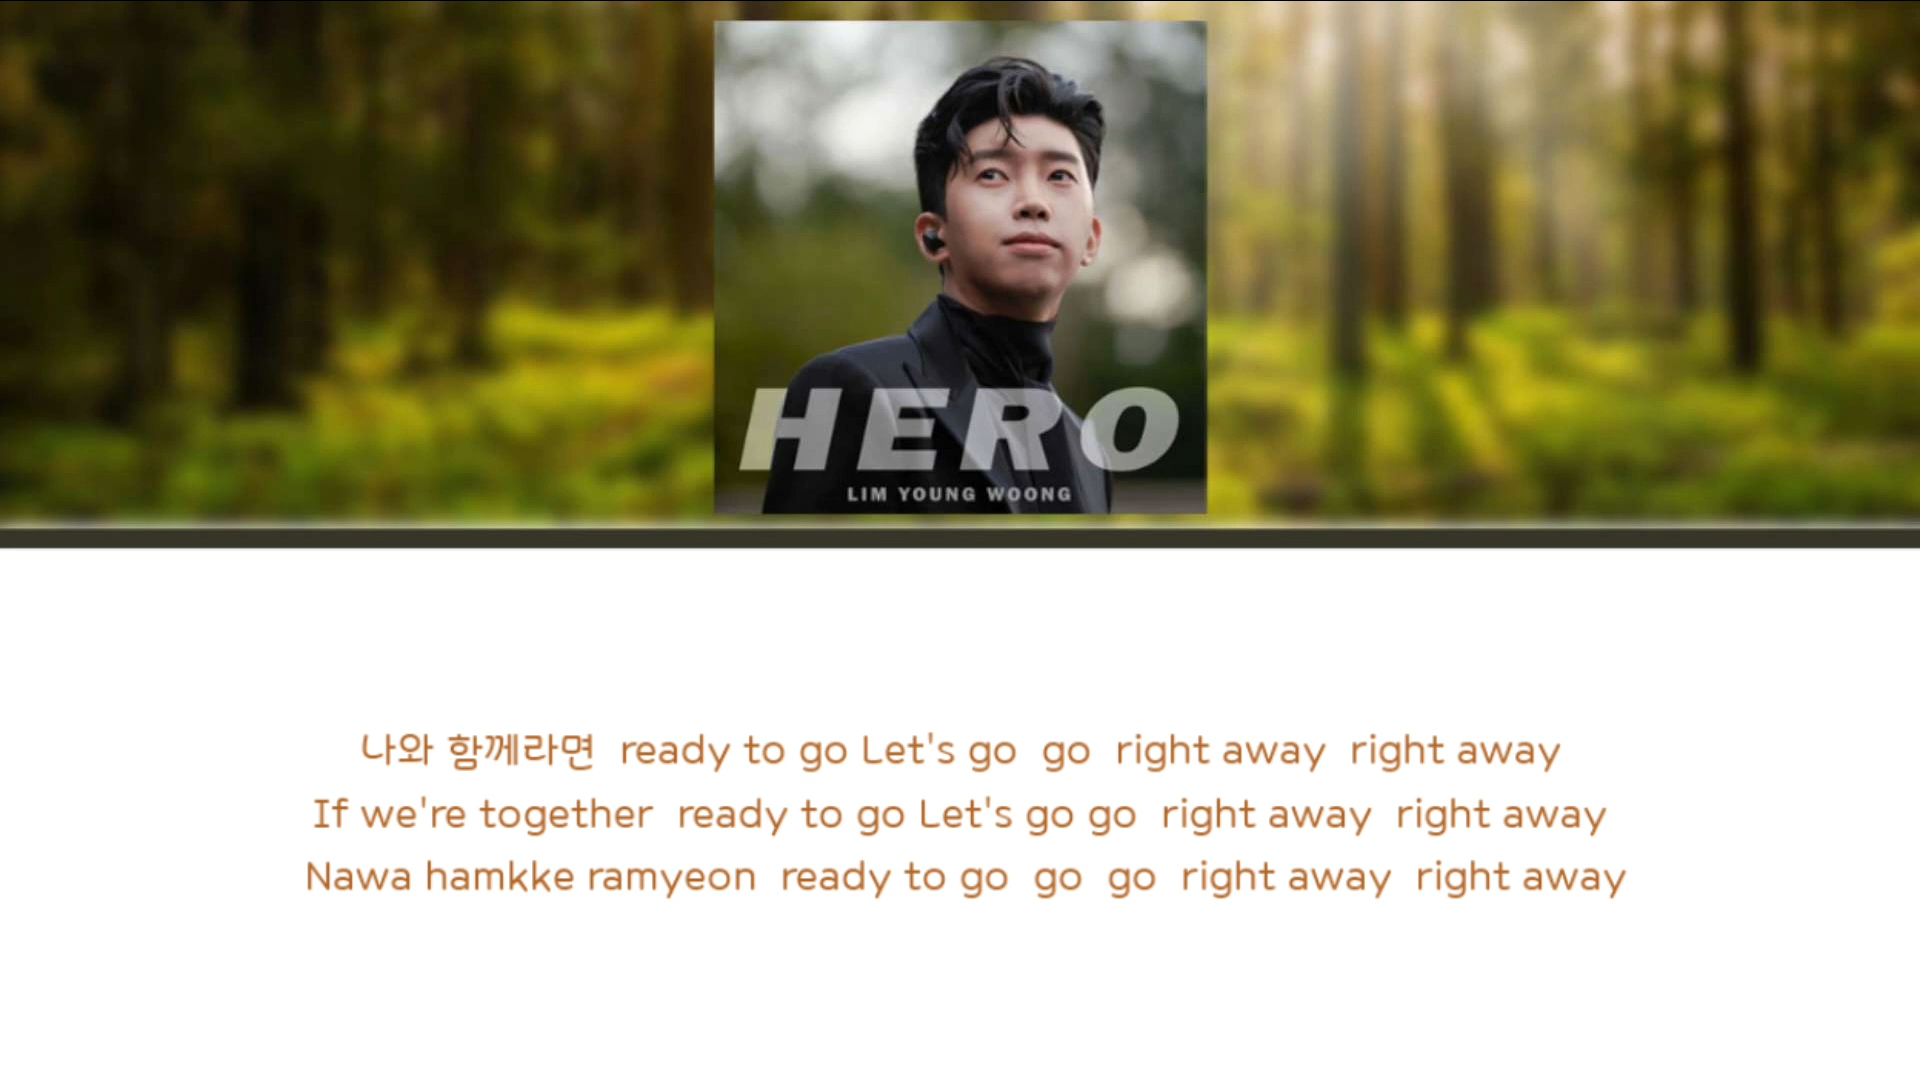 HERO
LIM YOUNG WOONG
나와 함께라면 ready to go Let's go go right away right away
If we're together ready to go Let's go go right away right away
Nawa hamkke ramyeon ready to go go go right away right away